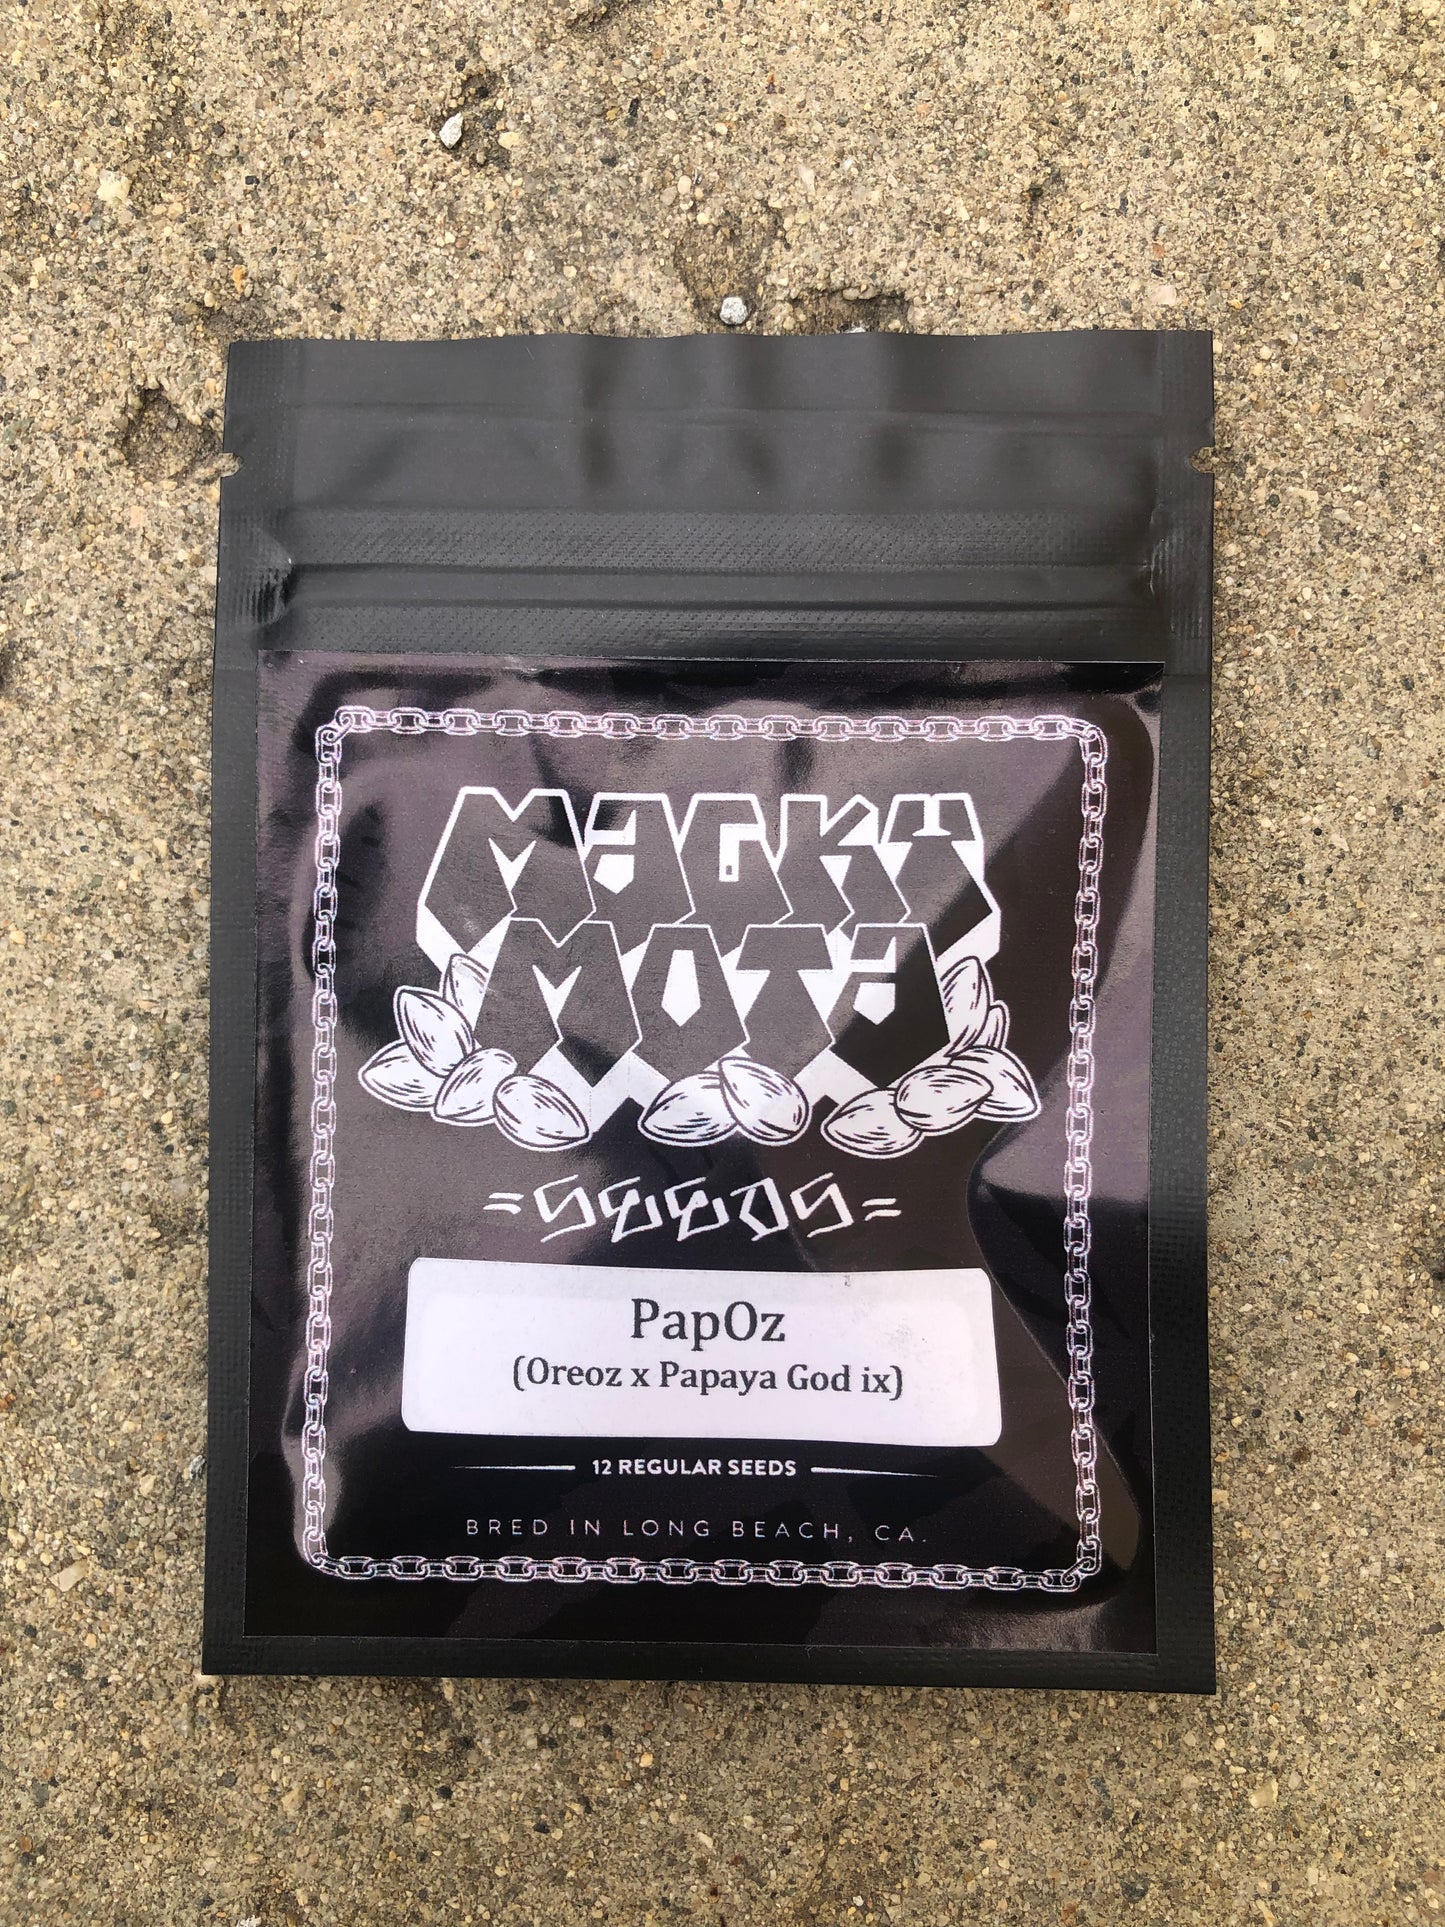 MACKY
MOTA
=SEEDS=
PapOz
(Oreoz x Papaya God ix)
12 REGULAR SEEDS
BRED IN LONG BEACH, CA.